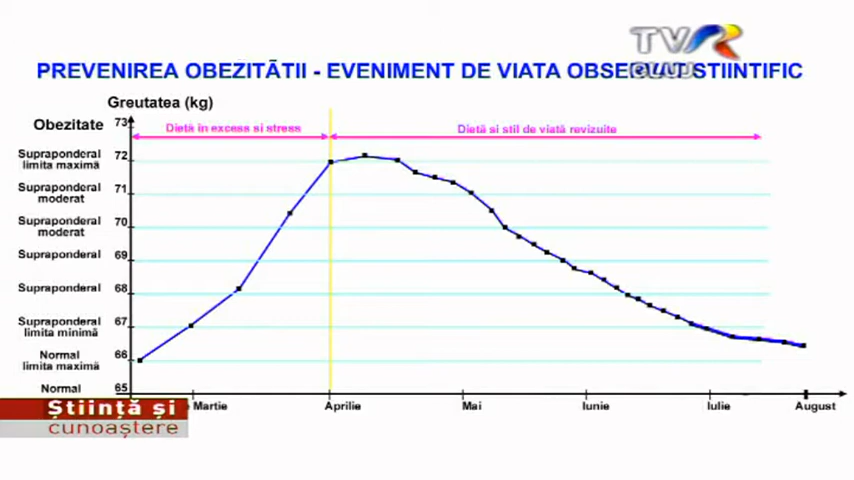 TVR
CLUJ
PREVENIREA OBEZITĂTII - EVENIMENT DE VIATA OBSERVAT STIINTIFIC
Greutatea (kg)
Obezitate 73
Dietă în excess si stress
Dietă si stil de viată revizuite
Supraponderal
limita maximă
72
Supraponderal
moderat
71
Supraponderal
moderat
70
Supraponderal 69
Supraponderal 68
Supraponderal
limita minimă
67
Normal
limita maximă
66
Normal 65
Martie Aprilie Mai Iunie Iulie August
Știință și
cunoaștere